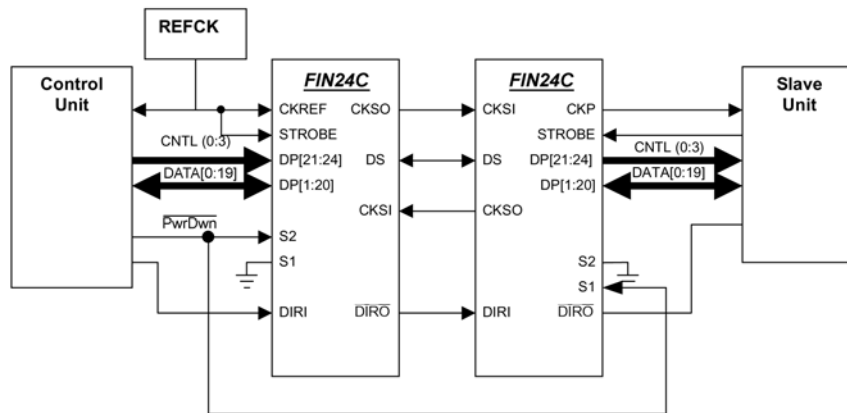 REFCK
Control
Unit
CNTL (0:3)
DATA[0:19]
PwrDwn
FIN24C
CKREF
CKSO
STROBE
DP[21:24]
DS
DP[1:20]
CKSI
S2
S1
DIRI
DIRO
FIN24C
CKSI
CKP
STROBE
DS
DP[21:24]
DP[1:20]
CKSO
S2
S1
DIRI
DIRO
CNTL (0:3)
DATA[0:19]
Slave
Unit